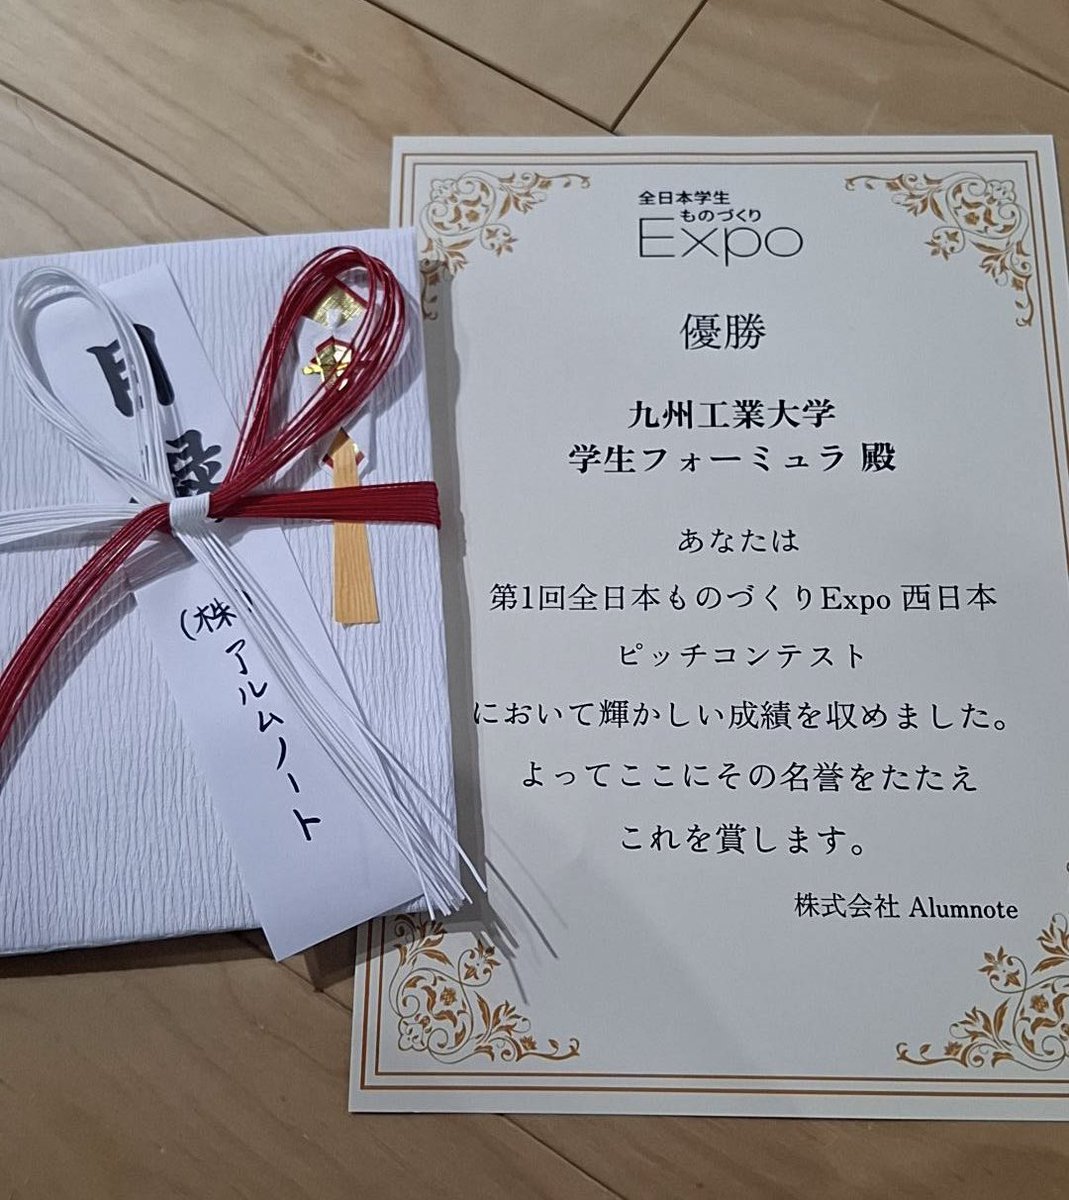 (株)
アルムノート
全日本学生
ものづくり
Expo
優勝
九州工業大学
学生フォーミュラ 殿
あなたは
第1回全日本ものづくりExpo 西日本
ピッチコンテスト
において輝かしい成績を収めました。
よってここにその名誉をたたえ
これを賞します。
株式会社 Alumnote